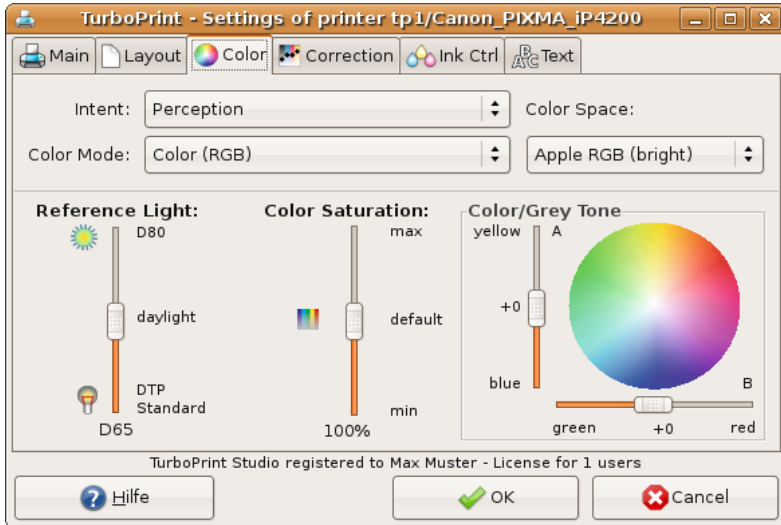 TurboPrint - Settings of printer tp1/Canon_PIXMA_iP4200
Main Layout Color Correction Ink Ctrl ABC Text
Intent: Perception Color Space:
Color Mode: Color (RGB) Apple RGB (bright)
Reference Light: Color Saturation: Color/Grey Tone
D80 max yellow A
+0
daylight default
blue B
DTP
Standard min
D65 100% green +0 red
TurboPrint Studio registered to Max Muster - License for 1 users
Hilfe OK Cancel